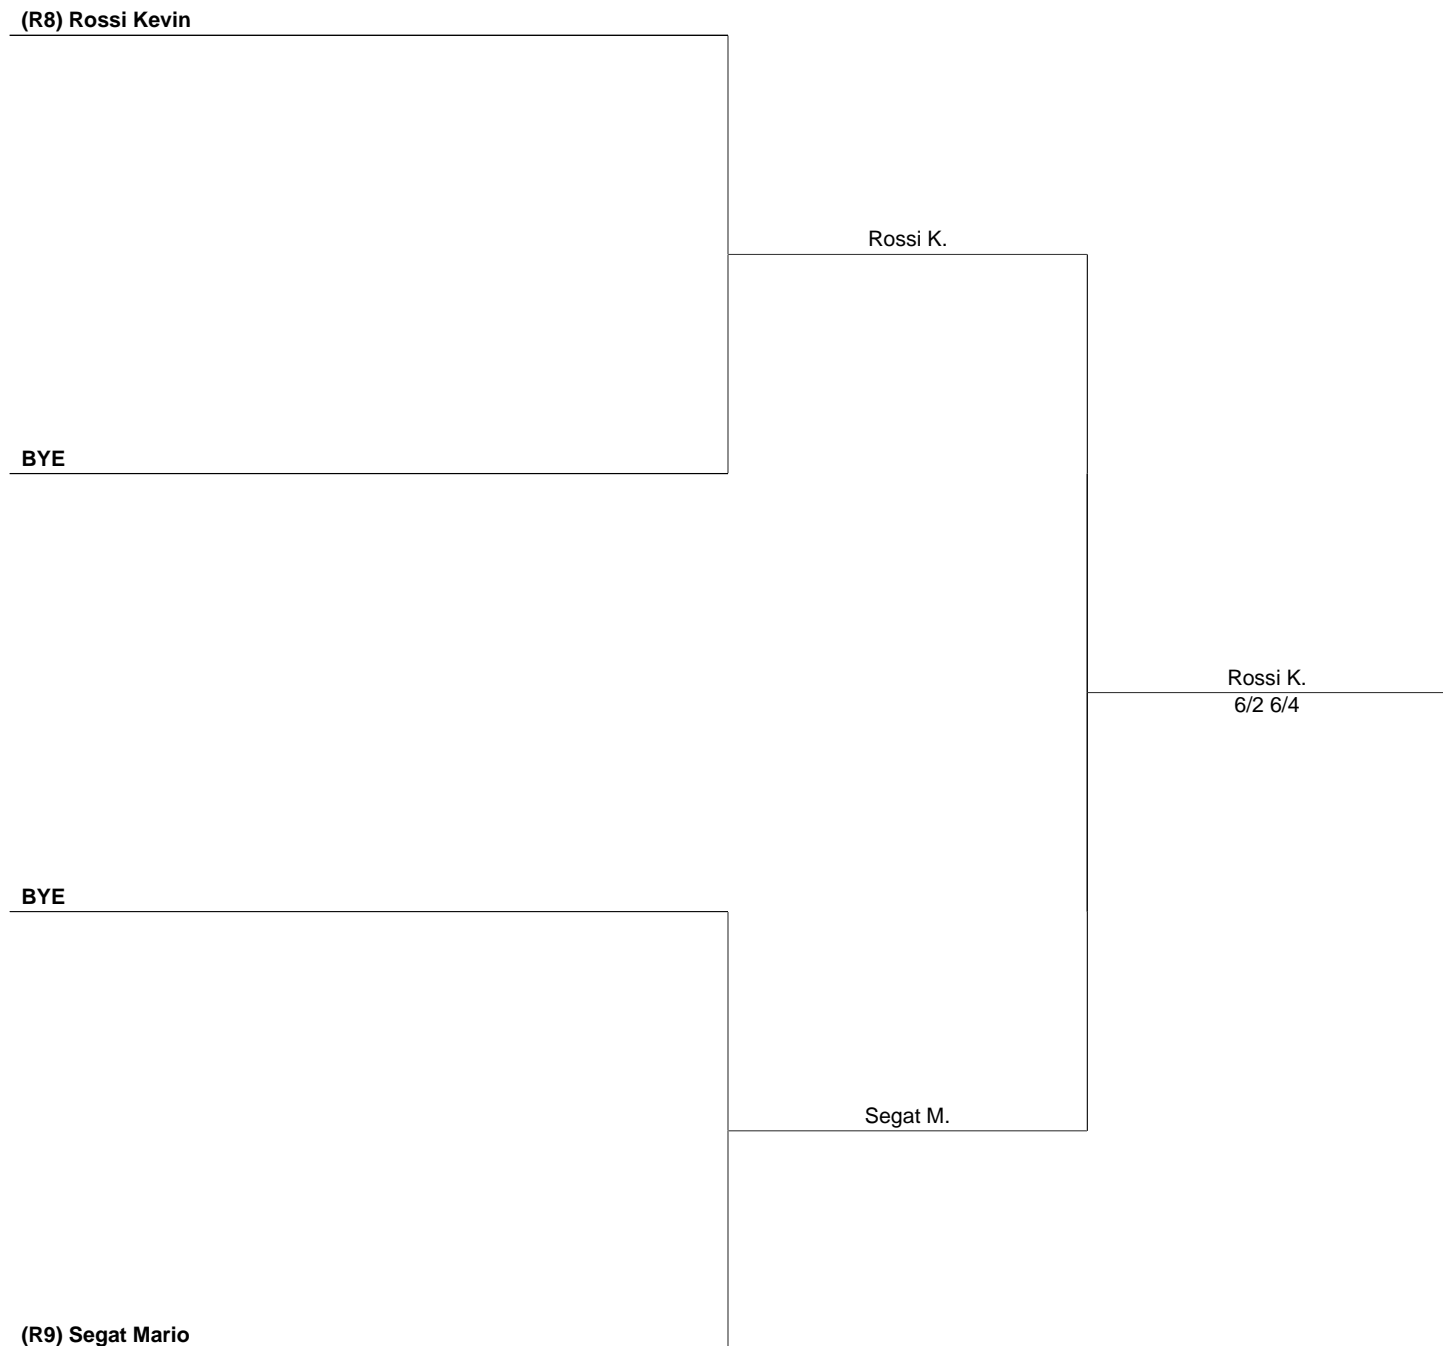 (R8) Rossi Kevin
Rossi K.
BYE
Rossi K.
6/2 6/4
BYE
Segat M.
(R9) Segat Mario